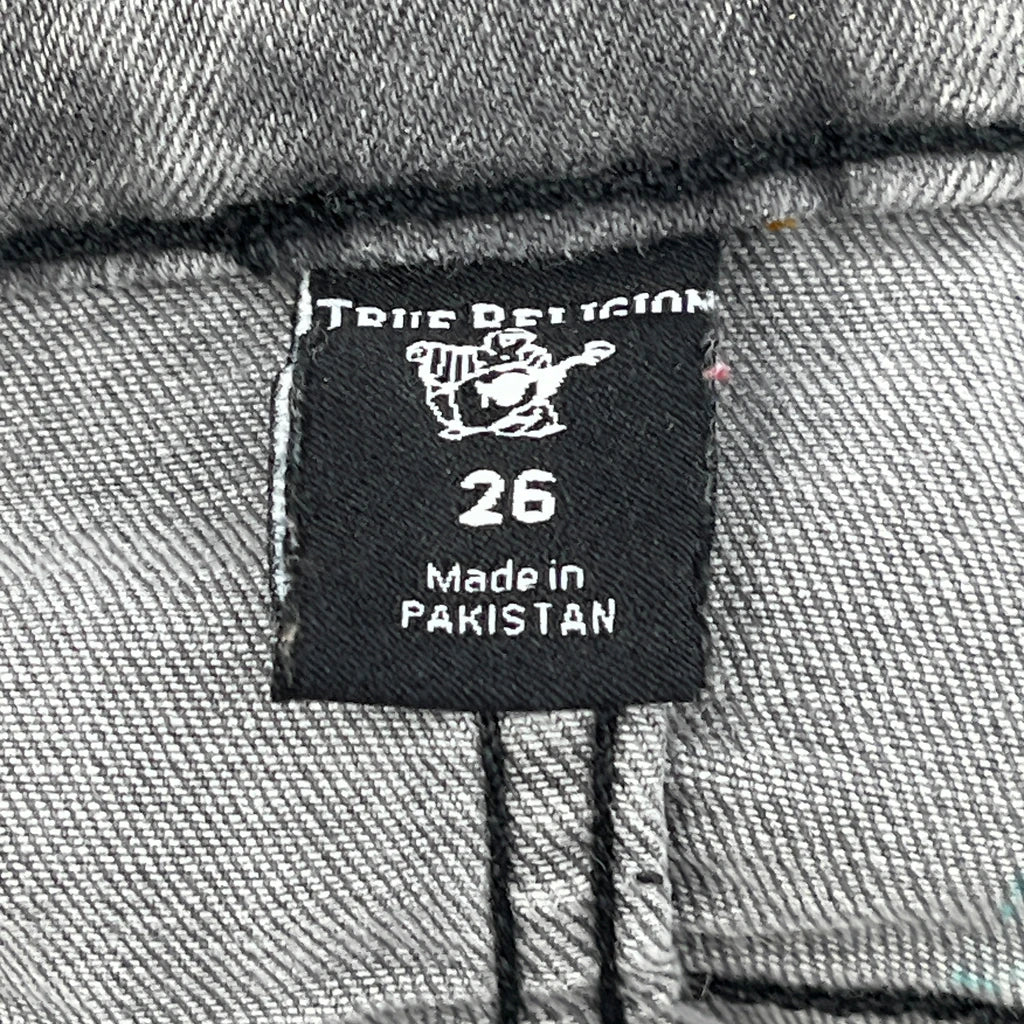 TRUE RELIGION
26
Made in
PAKISTAN